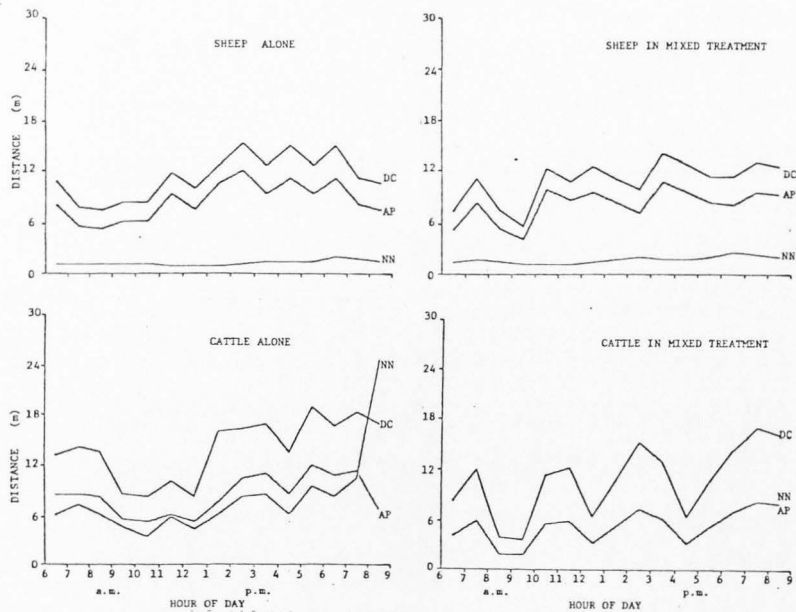 30
24
18
12
6
0
DISTANCE (m)
SHEEP ALONE
DC
AP
NN
30
24
18
12
6
0
SHEEP IN MIXED TREATMENT
DC
AP
NN
30
24
18
12
6
0
DISTANCE (m)
CATTLE ALONE
NN
DC
AP
6 7 8 9 10 11 12 1 2 3 4 5 6 7 8 9
a.m. p.m.
HOUR OF DAY
30
24
18
12
6
0
CATTLE IN MIXED TREATMENT
DC
NN
AP
6 7 8 9 10 11 12 1 2 3 4 5 6 7 8 9
a.m. p.m.
HOUR OF DAY